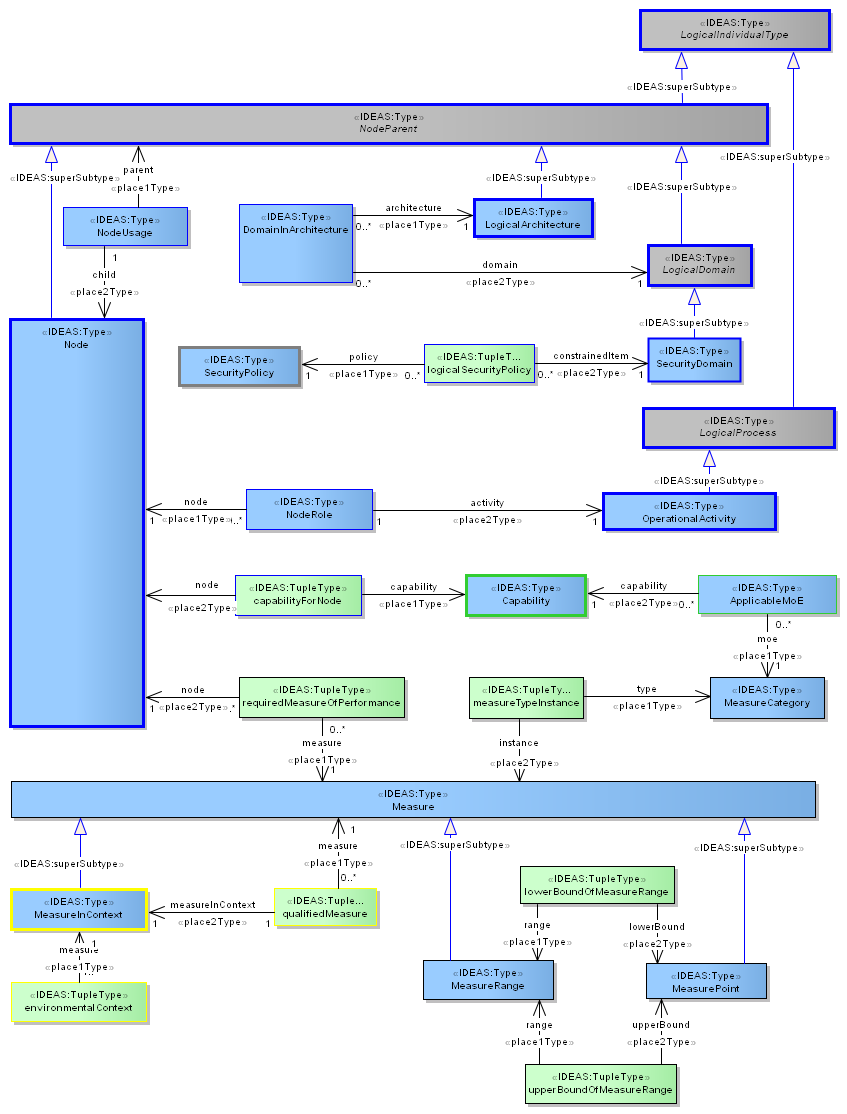 «IDEAS:Type»
LogicalIndividualType
«IDEAS:superSubtype»
«IDEAS:Type»
NodeParent
«IDEAS:superSubtype»
parent
«place1Type»
«IDEAS:superSubtype»
«IDEAS:superSubtype»
«IDEAS:superSubtype»
«IDEAS:Type»
NodeUsage
1
child
«place2Type»
«IDEAS:Type»
DomainInArchitecture
architecture
0..*
«place1Type»
1
«IDEAS:Type»
LogicalArchitecture
domain
0..*
«place2Type»
1
«IDEAS:Type»
LogicalDomain
«IDEAS:superSubtype»
«IDEAS:Type»
Node
«IDEAS:Type»
SecurityPolicy
policy
1
«place1Type»
0..*
«IDEAS:TupleT...
logicalSecurityPolicy
constrainedItem
0..*
«place2Type»
1
«IDEAS:Type»
SecurityDomain
«IDEAS:Type»
LogicalProcess
«IDEAS:superSubtype»
node
1
«place1Type»
..*
«IDEAS:Type»
NodeRole
activity
1
«place2Type»
1
«IDEAS:Type»
OperationalActivity
node
«place2Type»
«IDEAS:TupleType»
capabilityForNode
capability
«place1Type»
«IDEAS:Type»
Capability
capability
1
«place2Type»
0..*
«IDEAS:Type»
ApplicableMoE
0..*
moe
«place1Type»
1
node
1
«place2Type»
.*
«IDEAS:TupleType»
requiredMeasureOfPerformance
0..*
measure
«place1Type»
1
«IDEAS:TupleTy...
measureTypeInstance
type
«place1Type»
«IDEAS:Type»
MeasureCategory
instance
«place2Type»
«IDEAS:Type»
Measure
«IDEAS:superSubtype»
1
measure
«place1Type»
0..*
«IDEAS:superSubtype»
«IDEAS:superSubtype»
«IDEAS:Type»
MeasureInContext
measureInContext
1
«place2Type»
1
«IDEAS:Tuple...
qualifiedMeasure
«IDEAS:TupleType»
lowerBoundOfMeasureRange
range
«place1Type»
lowerBound
«place2Type»
1
measure
«place1Type»
«IDEAS:TupleType»
environmentalContext
«IDEAS:Type»
MeasureRange
«IDEAS:Type»
MeasurePoint
range
«place1Type»
upperBound
«place2Type»
«IDEAS:TupleType»
upperBoundOfMeasureRange